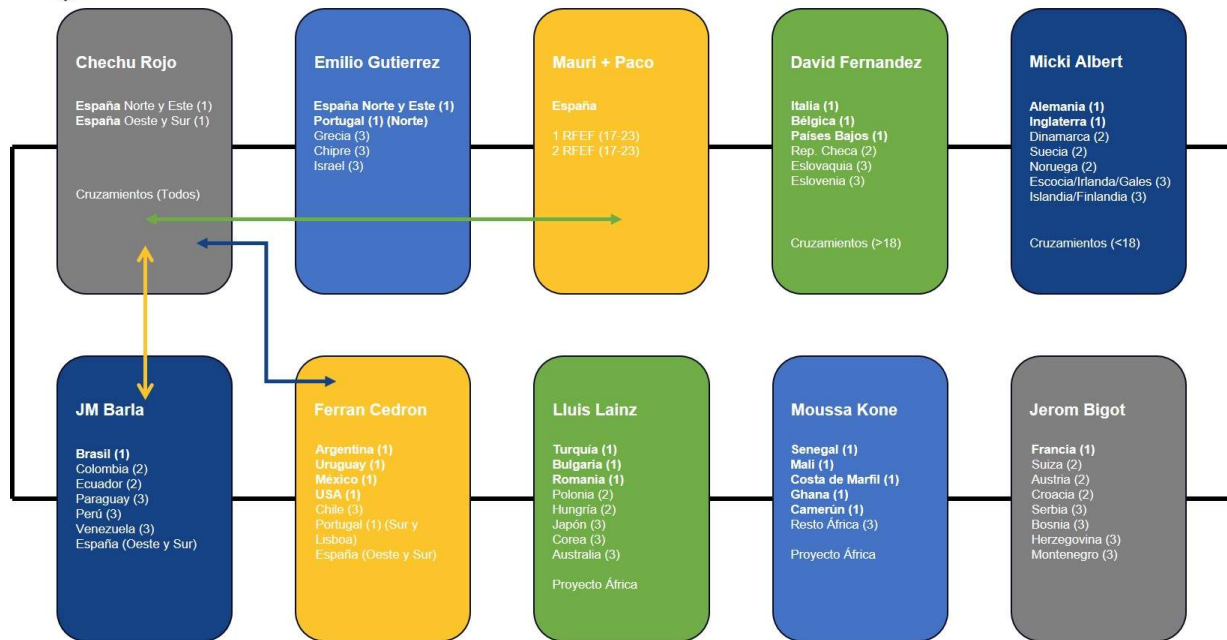 Chechu Rojo
España Norte y Este (1)
España Oeste y Sur (1)
Cruzamientos (Todos)
Emilio Gutierrez
España Norte y Este (1)
Portugal (1) (Norte)
Grecia (3)
Chipre (3)
Israel (3)
Mauri + Paco
España
1 RFEF (17-23)
2 RFEF (17-23)
David Fernandez
Italia (1)
Bélgica (1)
Países Bajos (1)
Rep. Checa (2)
Eslovaquia (3)
Eslovenia (3)
Cruzamientos (>18)
Micki Albert
Alemania (1)
Inglaterra (1)
Dinamarca (2)
Suecia (2)
Noruega (2)
Escocia/Irlanda/Gales (3)
Islandia/Finlandia (3)
Cruzamientos (<18)
JM Barla
Brasil (1)
Colombia (2)
Ecuador (2)
Paraguay (3)
Perú (3)
Venezuela (3)
España (Oeste y Sur)
Ferran Cedron
Argentina (1)
Uruguay (1)
México (1)
USA (1)
Chile (3)
Portugal (1) (Sur y
Lisboa)
España (Oeste y Sur)
Lluis Lainz
Turquía (1)
Bulgaria (1)
Romania (1)
Polonia (2)
Hungría (2)
Japón (3)
Corea (3)
Australia (3)
Proyecto África
Moussa Kone
Senegal (1)
Mali (1)
Costa de Marfil (1)
Ghana (1)
Camerún (1)
Resto África (3)
Proyecto África
Jerom Bigot
Francia (1)
Suiza (2)
Austria (2)
Croacia (2)
Serbia (3)
Bosnia (3)
Herzegovina (3)
Montenegro (3)